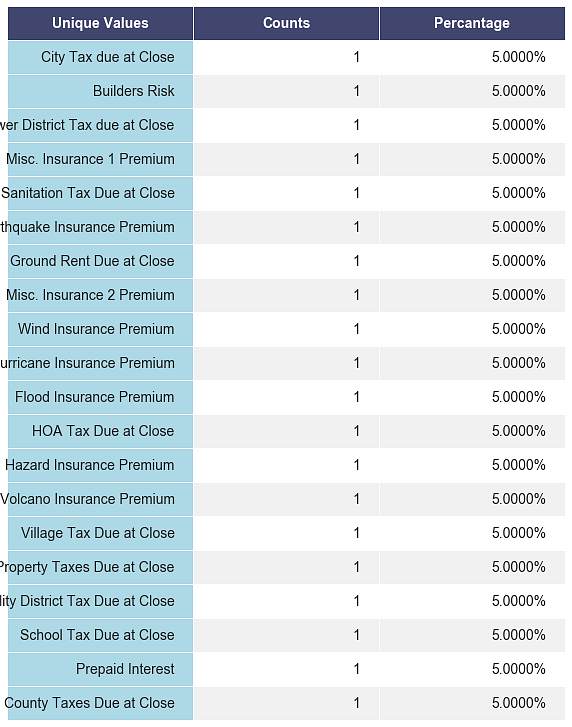 Unique Values Counts Percantage
City Tax due at Close 1 5.0000%
Builders Risk 1 5.0000%
District Tax due at Close 1 5.0000%
Misc. Insurance 1 Premium 1 5.0000%
Sanitation Tax Due at Close 1 5.0000%
thquake Insurance Premium 1 5.0000%
Ground Rent Due at Close 1 5.0000%
Misc. Insurance 2 Premium 1 5.0000%
Wind Insurance Premium 1 5.0000%
urricane Insurance Premium 1 5.0000%
Flood Insurance Premium 1 5.0000%
HOA Tax Due at Close 1 5.0000%
Hazard Insurance Premium 1 5.0000%
Volcano Insurance Premium 1 5.0000%
Village Tax Due at Close 1 5.0000%
Property Taxes Due at Close 1 5.0000%
lity District Tax Due at Close 1 5.0000%
School Tax Due at Close 1 5.0000%
Prepaid Interest 1 5.0000%
County Taxes Due at Close 1 5.0000%